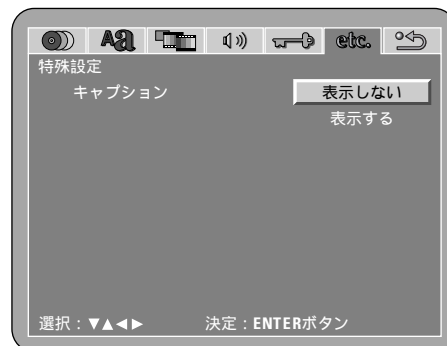 Aa etc.
特殊設定
キャプション 表示しない
表示する
選択：▼▲◀▶ 決定：ENTERボタン